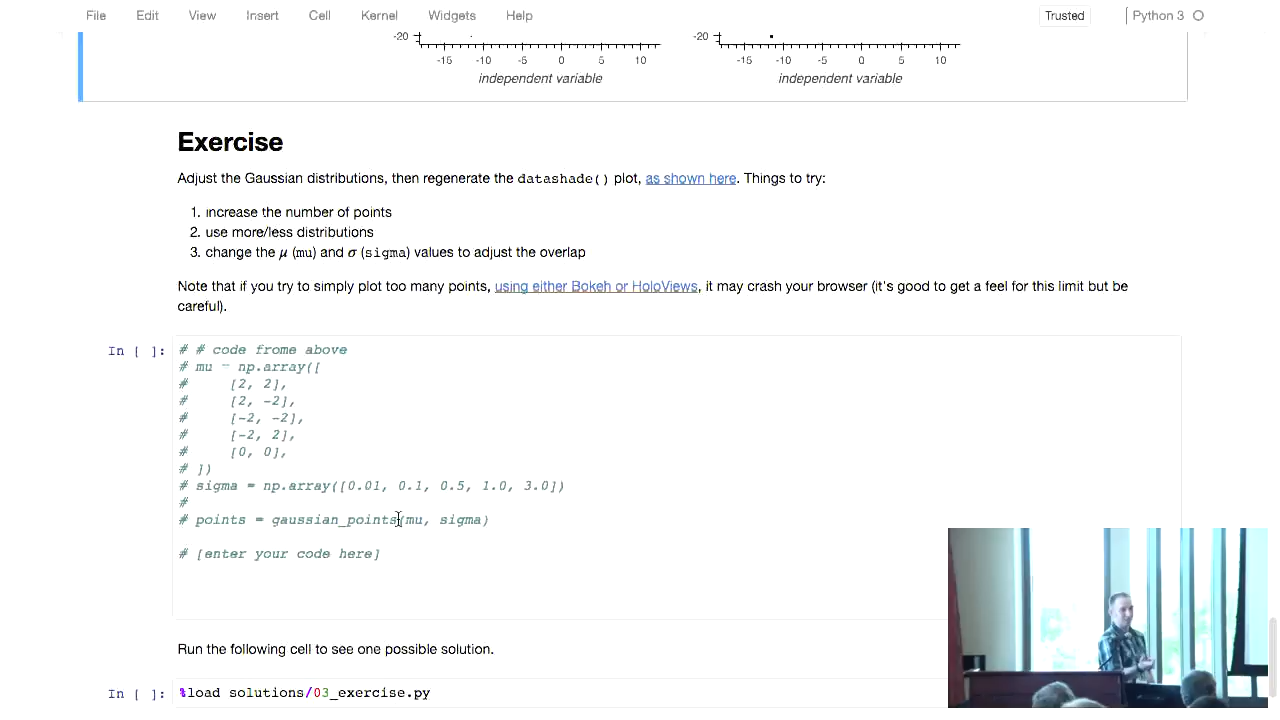 File Edit View Insert Cell Kernel Widgets Help Trusted Python 3
-20 -20
-15 -10 -5 0 5 10 -15 -10 -5 0 5 10
independent variable independent variable
Exercise
Adjust the Gaussian distributions, then regenerate the datashade() plot, as shown here. Things to try:
1. increase the number of points
2. use more/less distributions
3. change the μ (mu) and σ (sigma) values to adjust the overlap
Note that if you try to simply plot too many points, using either Bokeh or HoloViews, it may crash your browser (it's good to get a feel for this limit but be
careful).
In [ ]: # # code frome above
# mu = np.array([
# [2, 2],
# [2, -2],
# [-2, -2],
# [-2, 2],
# [0, 0],
# ])
# sigma = np.array([0.01, 0.1, 0.5, 1.0, 3.0])
#
# points = gaussian_points(mu, sigma)
# [enter your code here]
Run the following cell to see one possible solution.
In [ ]: %load solutions/03_exercise.py